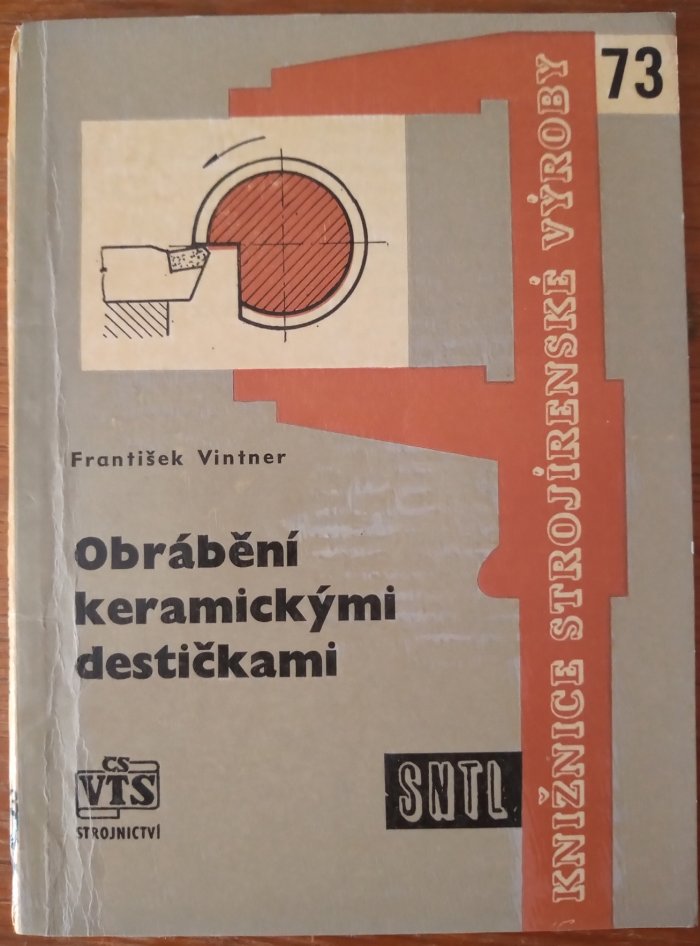 73
KNIŽNICE STROJÍRENSKÉ VÝROBY
František Vintner
Obrábění
keramickými
destičkami
ČS
VTS
STROJNICTVÍ
SNTL